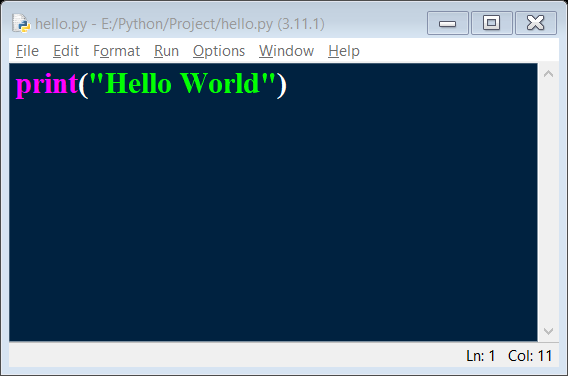 hello.py - E:/Python/Project/hello.py (3.11.1)
File Edit Format Run Options Window Help
print("Hello World")
Ln: 1 Col: 11